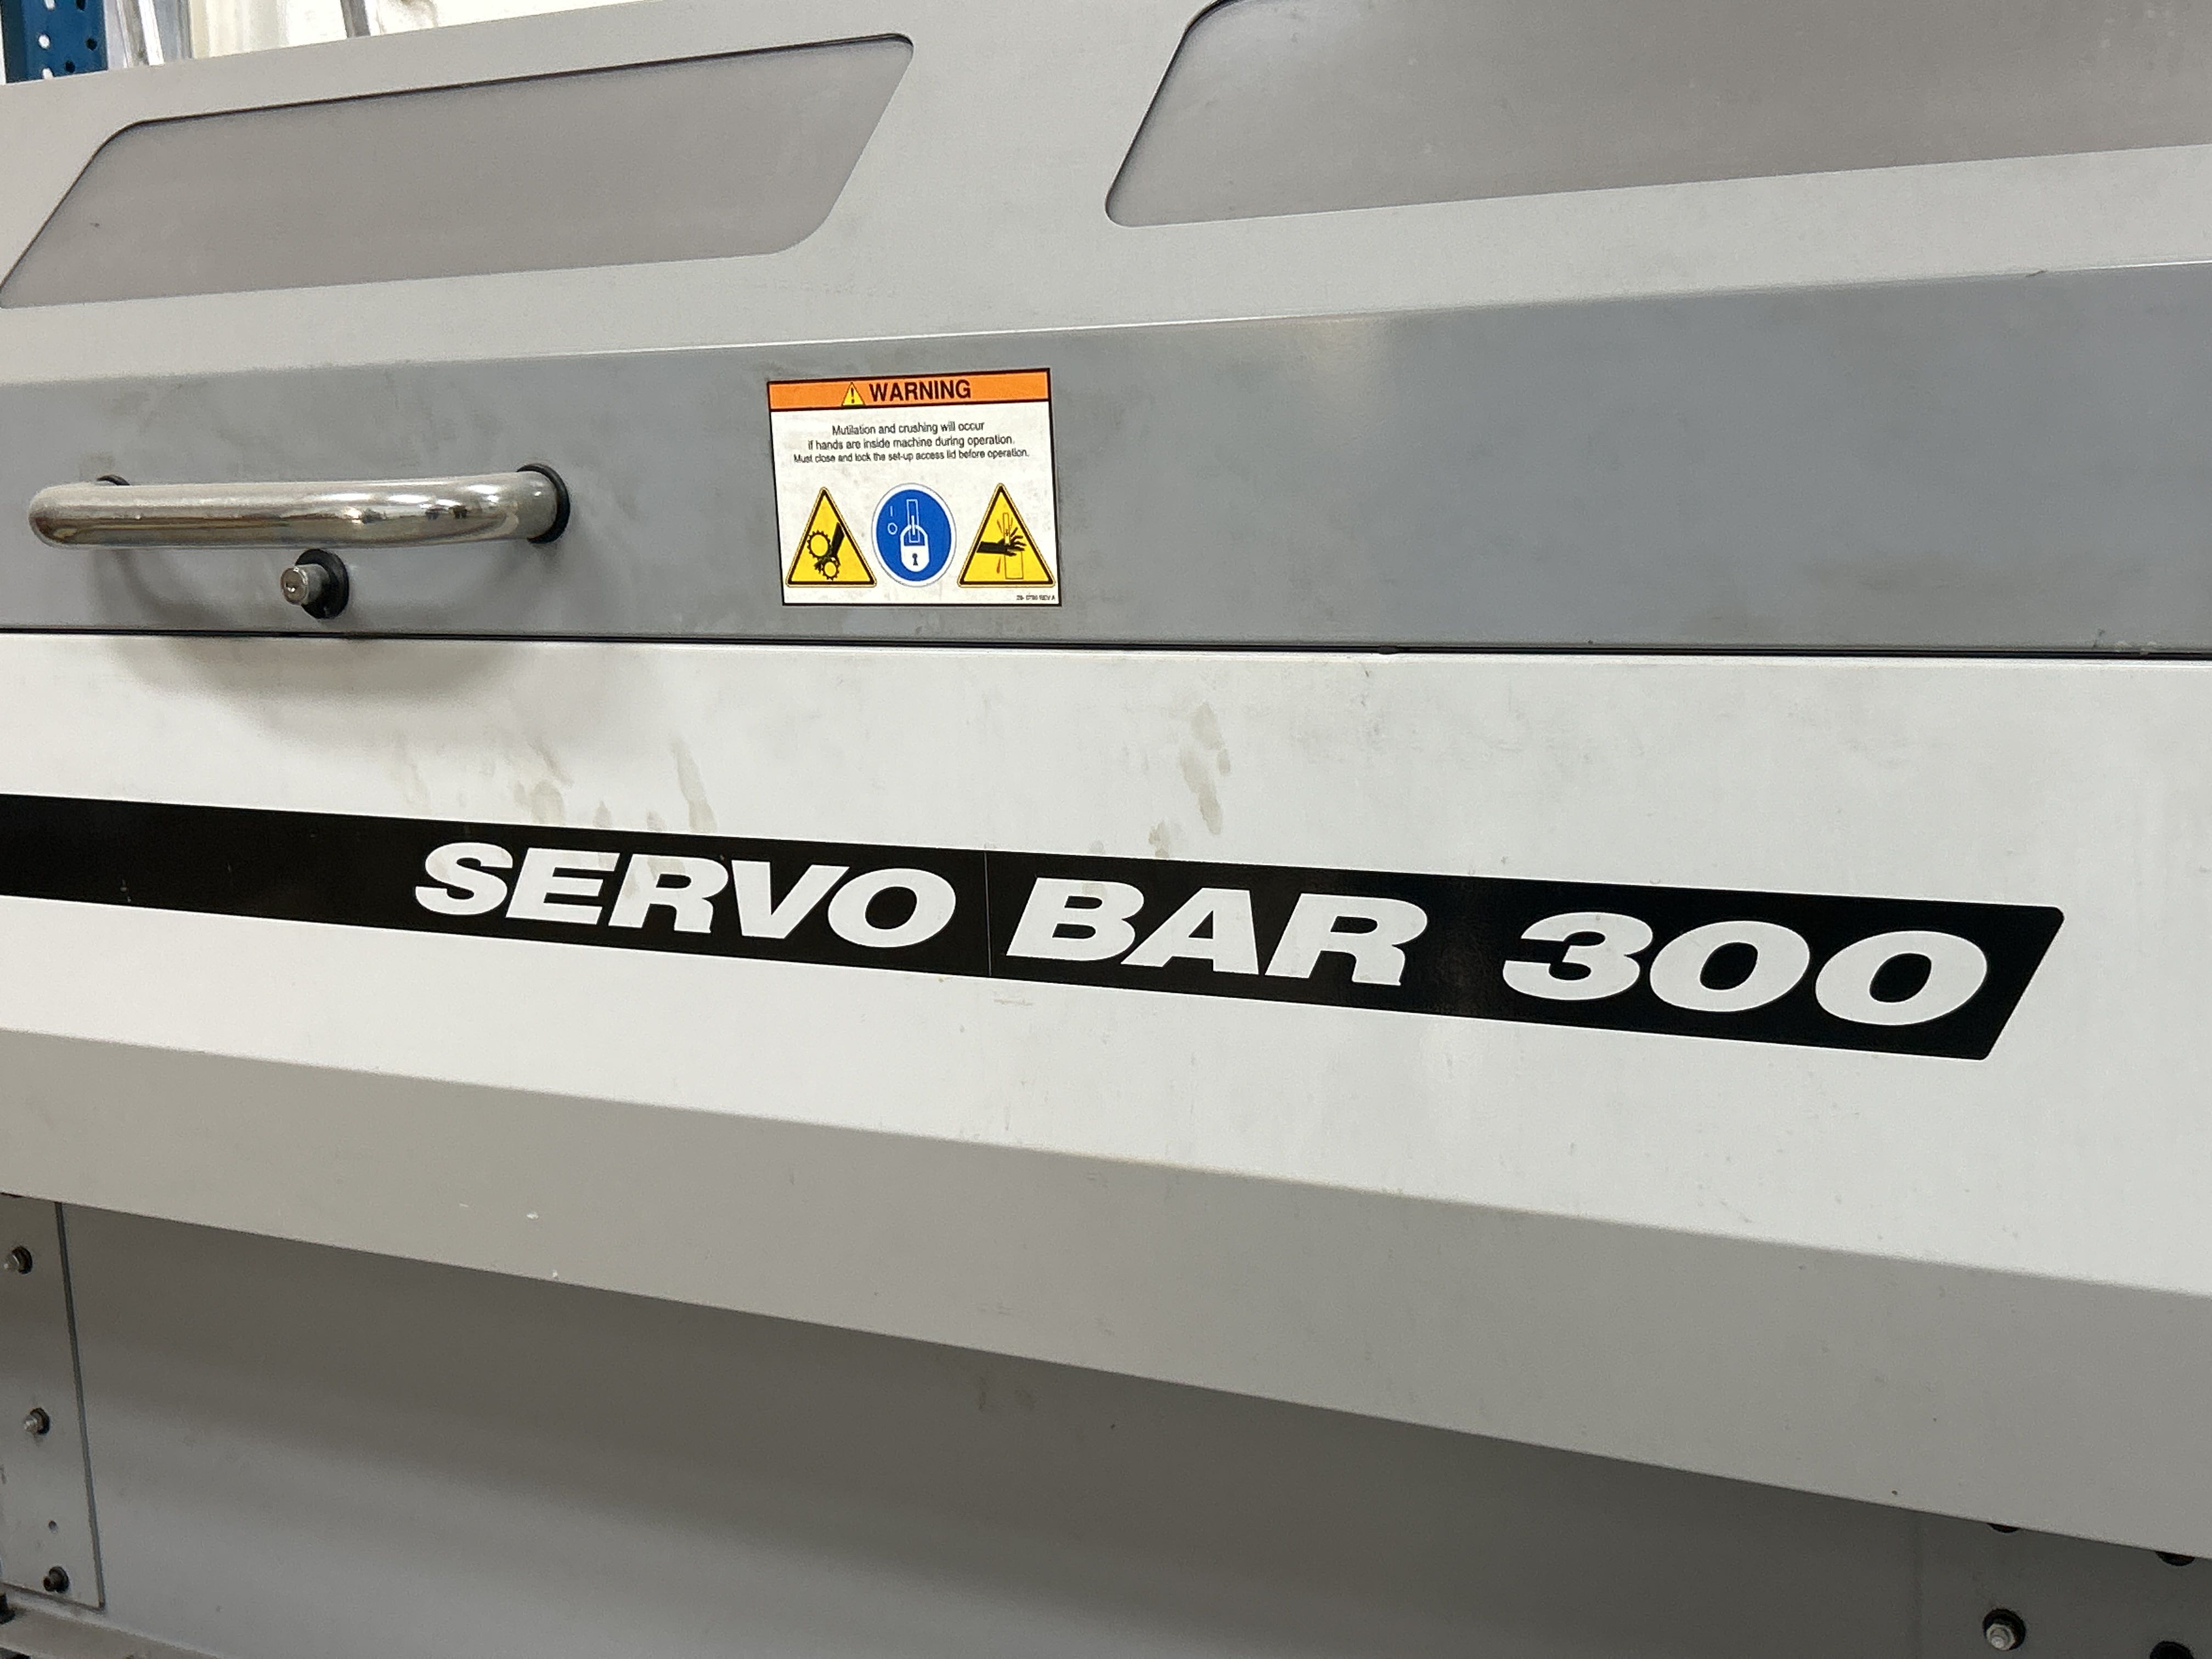 WARNING
Mutilation and crushing will occur
if hands are inside machine during operation.
Must close and lock the set-up access lid before operation.
SERVO BAR 300